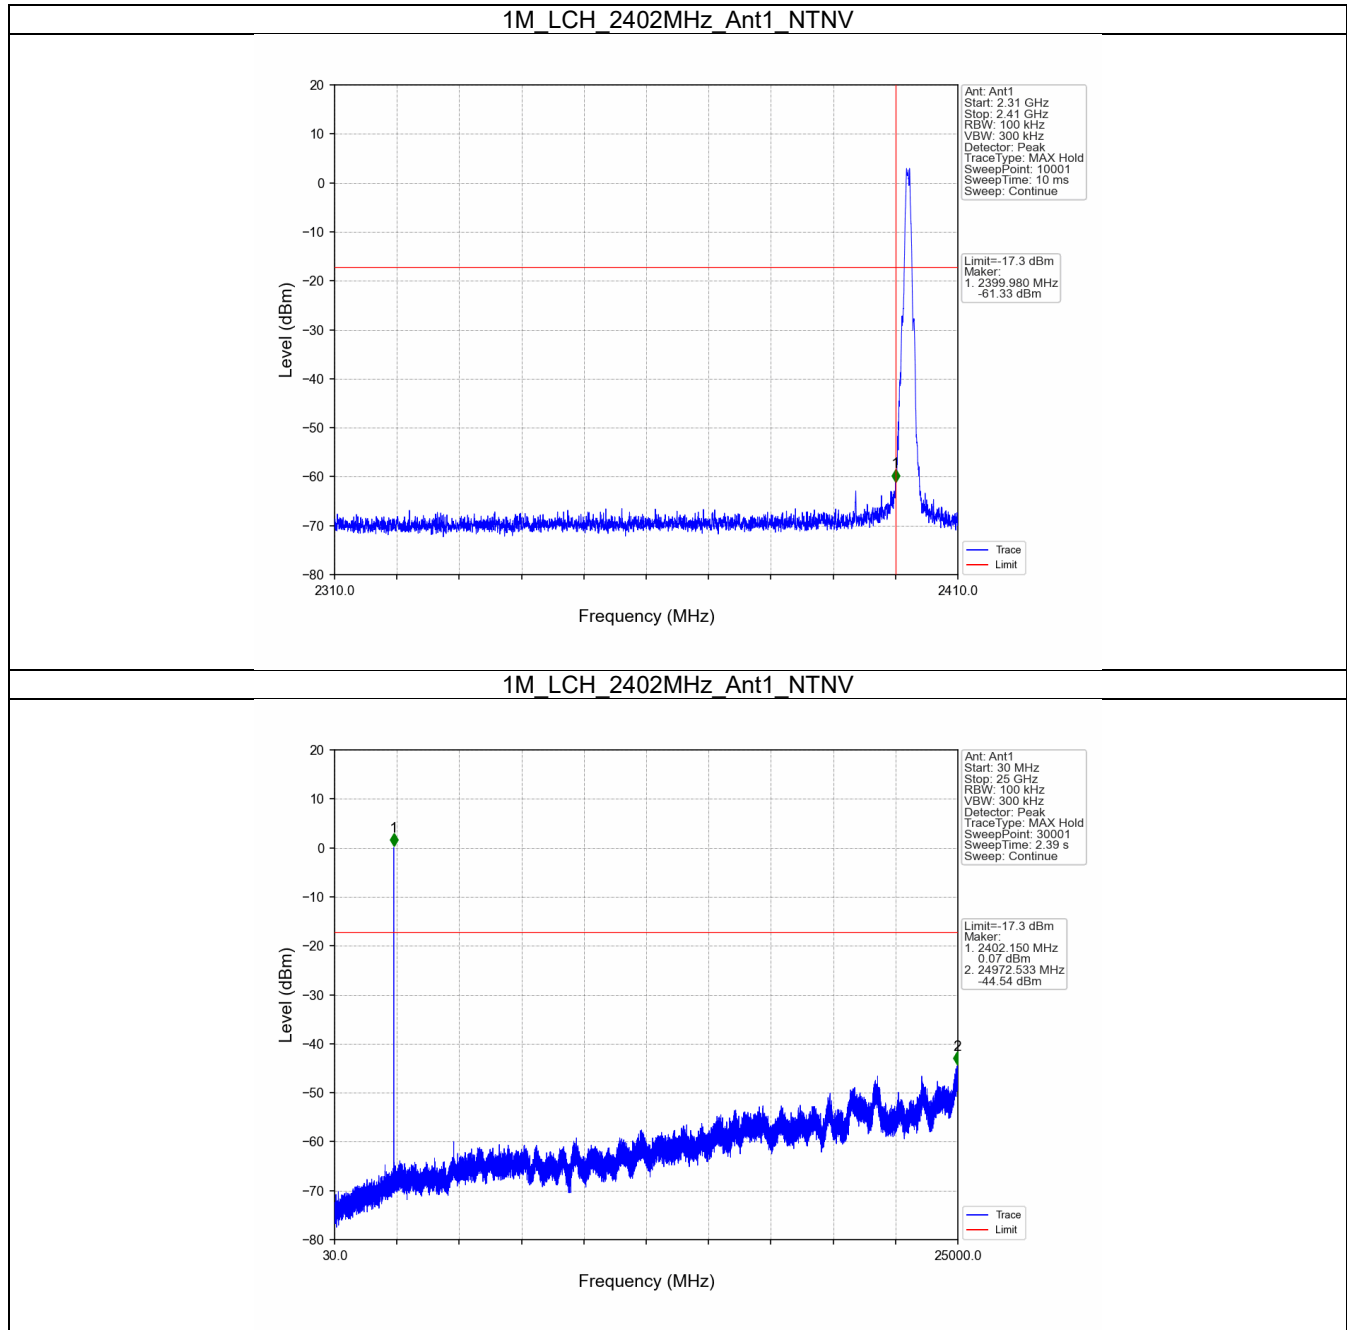 1M_LCH_2402MHz_Ant1_NTNV
20
10
0
−10
−20
−30
−40
−50
−60
−70
−80
Level (dBm)
1
2310.0
2410.0
Frequency (MHz)
Ant: Ant1
Start: 2.31 GHz
Stop: 2.41 GHz
RBW: 100 kHz
VBW: 300 kHz
Detector: Peak
TraceType: MAX Hold
SweepPoint: 10001
SweepTime: 10 ms
Sweep: Continue
Limit=-17.3 dBm
Maker:
1. 2399.980 MHz
-61.33 dBm
Trace
Limit
1M_LCH_2402MHz_Ant1_NTNV
20
10
0
−10
−20
−30
−40
−50
−60
−70
−80
Level (dBm)
1
2
30.0
25000.0
Frequency (MHz)
Ant: Ant1
Start: 30 MHz
Stop: 25 GHz
RBW: 100 kHz
VBW: 300 kHz
Detector: Peak
TraceType: MAX Hold
SweepPoint: 30001
SweepTime: 2.39 s
Sweep: Continue
Limit=-17.3 dBm
Maker:
1. 2402.150 MHz
0.07 dBm
2. 24972.533 MHz
-44.54 dBm
Trace
Limit